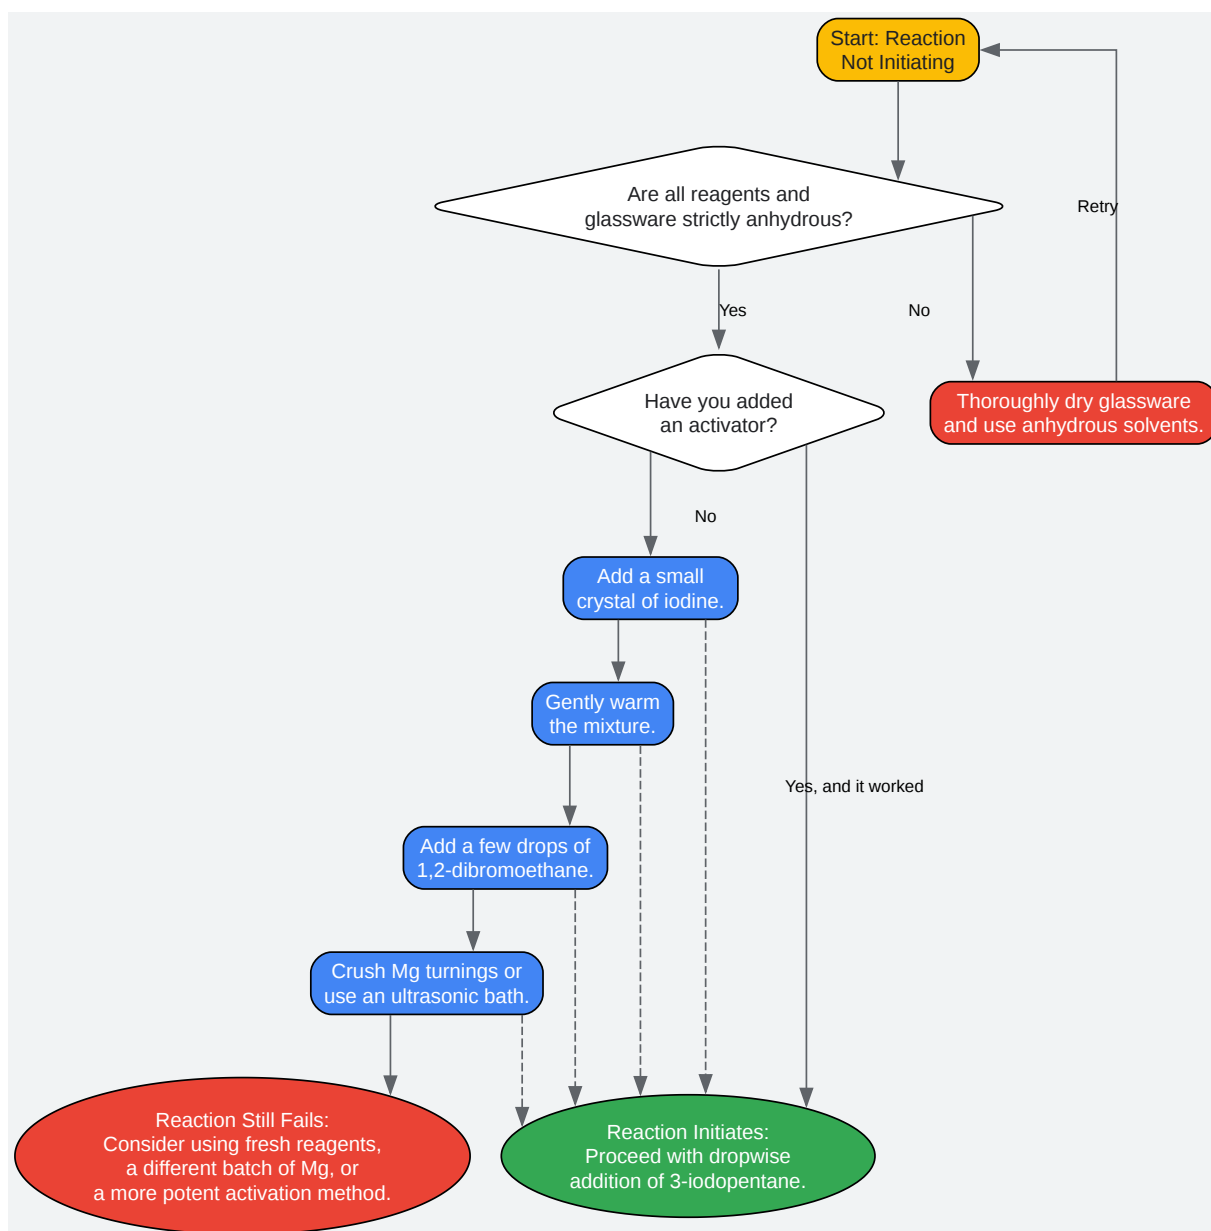 Start: Reaction
Not Initiating
Are all reagents and
glassware strictly anhydrous?
Retry
Yes
No
Have you added
an activator?
Thoroughly dry glassware
and use anhydrous solvents.
No
Add a small
crystal of iodine.
Gently warm
the mixture.
Yes, and it worked
Add a few drops of
1,2-dibromoethane.
Crush Mg turnings or
use an ultrasonic bath.
Reaction Still Fails:
Consider using fresh reagents,
a different batch of Mg, or
a more potent activation method.
Reaction Initiates:
Proceed with dropwise
addition of 3-iodopentane.